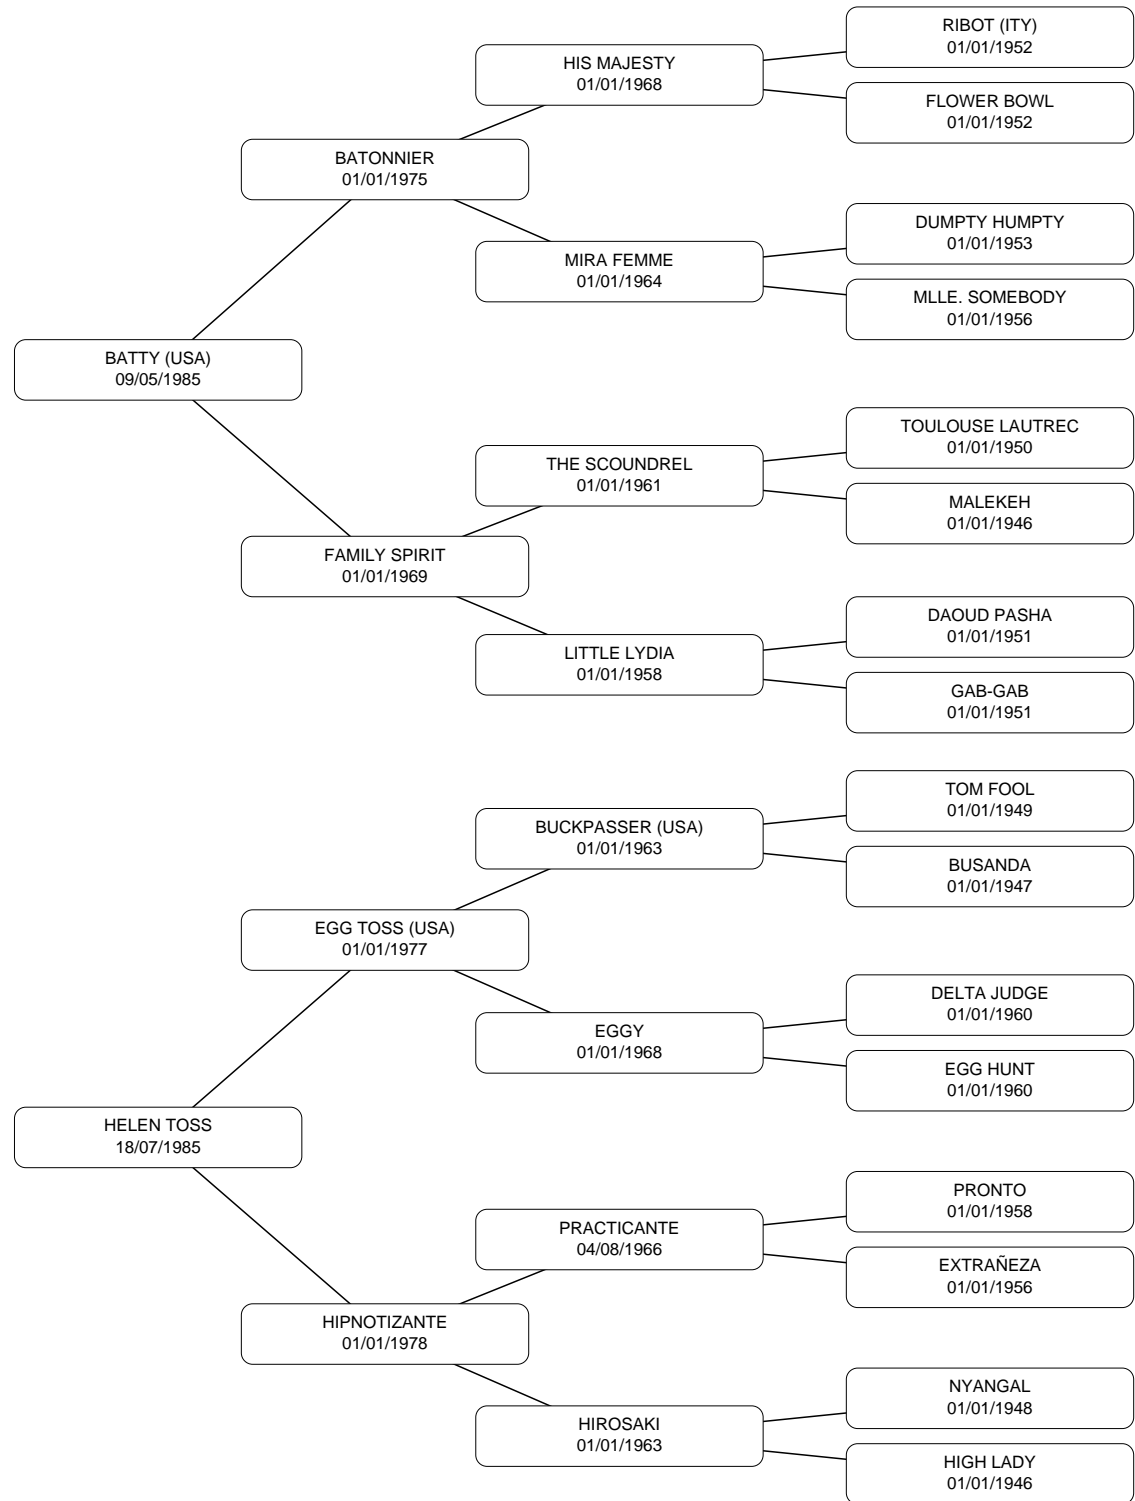 RIBOT (ITY)
01/01/1952
HIS MAJESTY
01/01/1968
FLOWER BOWL
01/01/1952
BATONNIER
01/01/1975
DUMPTY HUMPTY
01/01/1953
MIRA FEMME
01/01/1964
MLLE. SOMEBODY
01/01/1956
BATTY (USA)
09/05/1985
TOULOUSE LAUTREC
01/01/1950
THE SCOUNDREL
01/01/1961
MALEKEH
01/01/1946
FAMILY SPIRIT
01/01/1969
DAOUD PASHA
01/01/1951
LITTLE LYDIA
01/01/1958
GAB-GAB
01/01/1951
TOM FOOL
01/01/1949
BUCKPASSER (USA)
01/01/1963
BUSANDA
01/01/1947
EGG TOSS (USA)
01/01/1977
DELTA JUDGE
01/01/1960
EGGY
01/01/1968
EGG HUNT
01/01/1960
HELEN TOSS
18/07/1985
PRONTO
01/01/1958
PRACTICANTE
04/08/1966
EXTRAÑEZA
01/01/1956
HIPNOTIZANTE
01/01/1978
NYANGAL
01/01/1948
HIROSAKI
01/01/1963
HIGH LADY
01/01/1946